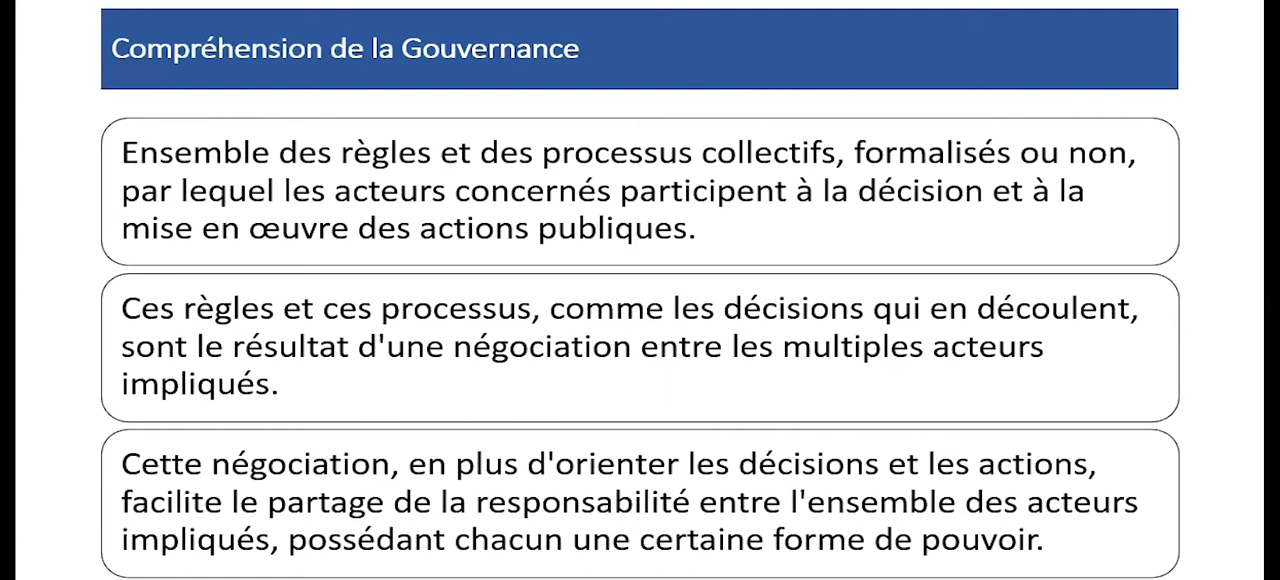 Compréhension de la Gouvernance
Ensemble des règles et des processus collectifs, formalisés ou non,
par lequel les acteurs concernés participent à la décision et à la
mise en œuvre des actions publiques.
Ces règles et ces processus, comme les décisions qui en découlent,
sont le résultat d'une négociation entre les multiples acteurs
impliqués.
Cette négociation, en plus d'orienter les décisions et les actions,
facilite le partage de la responsabilité entre l'ensemble des acteurs
impliqués, possédant chacun une certaine forme de pouvoir.